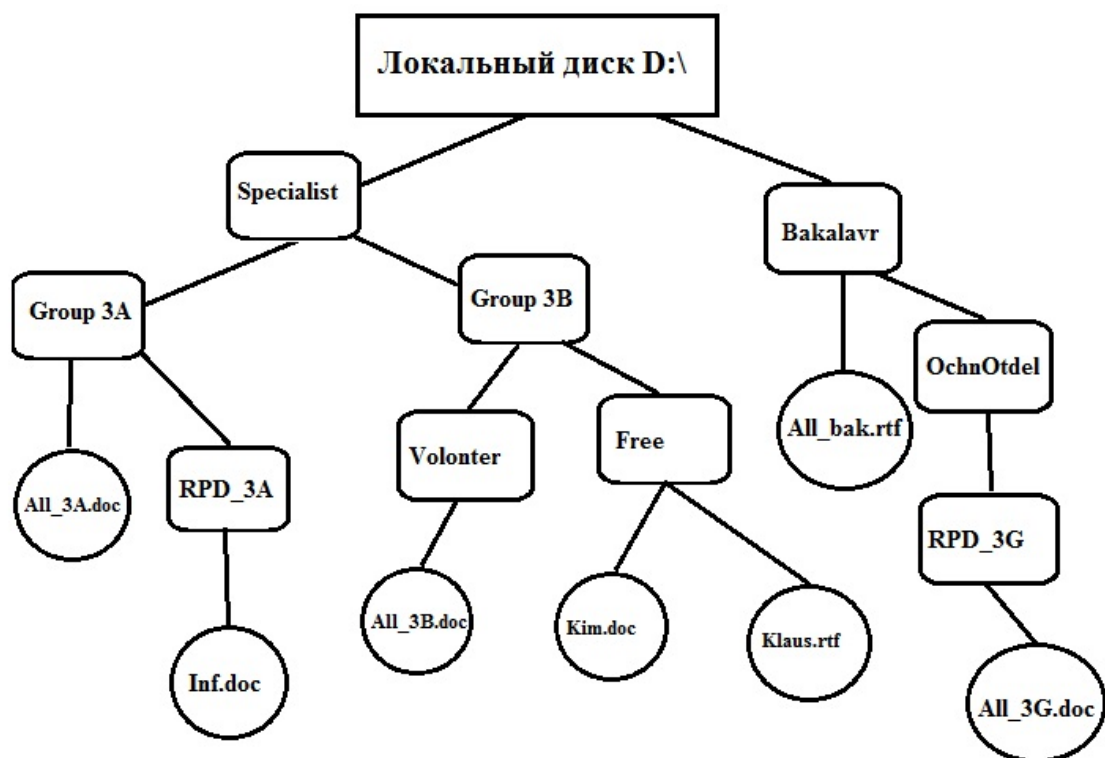 Локальный диск D:\
Specialist
Bakalavr
Group 3A
Group 3B
OchnOtdel
All_bak.rtf
Volonter
Free
RPD_3A
All_3A.doc
RPD_3G
All_3B.doc
Kim.doc
Klaus.rtf
Inf.doc
All_3G.doc